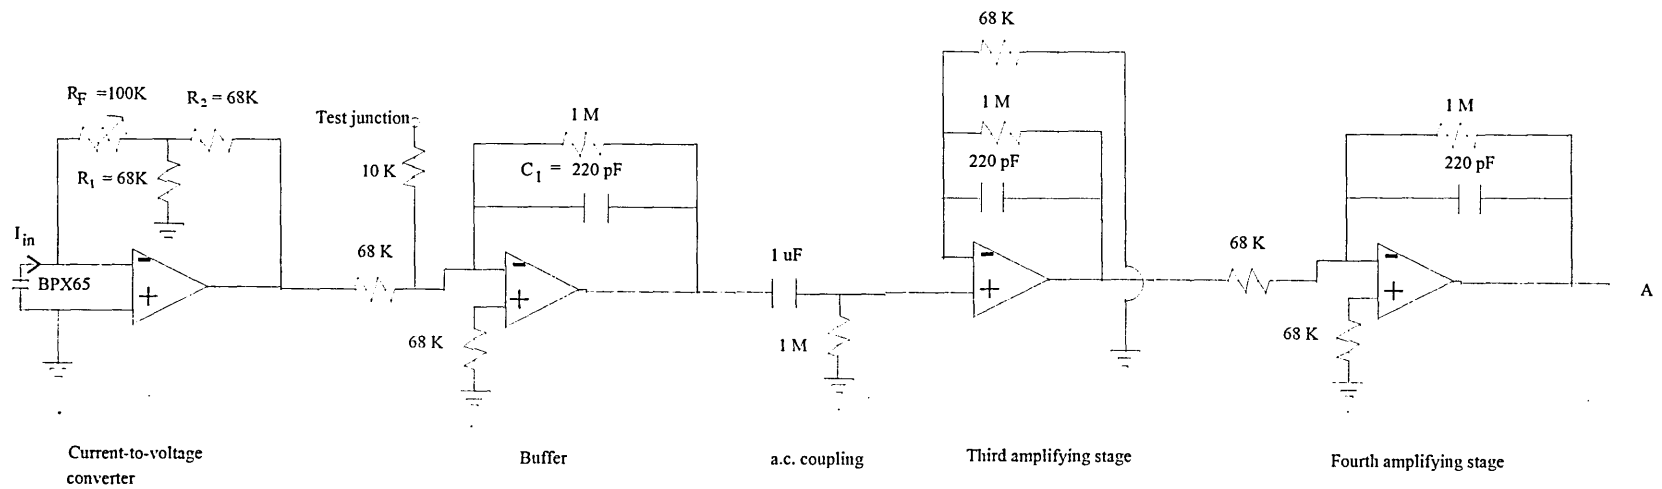 68 K
R_F =100K
R_2 = 68K
Test junction
1 M
1 M
1 M
10 K
C_1 = 220 pF
220 pF
220 pF
R_1 = 68K
I_in
BPX65
−
+
68 K
−
+
1 uF
−
+
68 K
−
+
A
68 K
1 M
68 K
Current-to-voltage
converter
Buffer
a.c. coupling
Third amplifying stage
Fourth amplifying stage